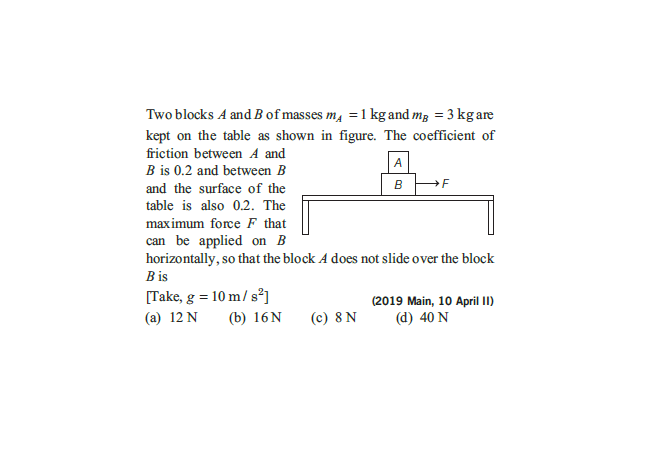 Two blocks A and B of masses m_A = 1 kg and m_B = 3 kg are
kept on the table as shown in figure. The coefficient of
friction between A and
B is 0.2 and between B
and the surface of the
table is also 0.2. The
maximum force F that
can be applied on B
horizontally, so that the block A does not slide over the block
B is
[Take, g = 10 m/ s²]
(2019 Main, 10 April II)
(a) 12 N (b) 16 N (c) 8 N (d) 40 N
A
B
F